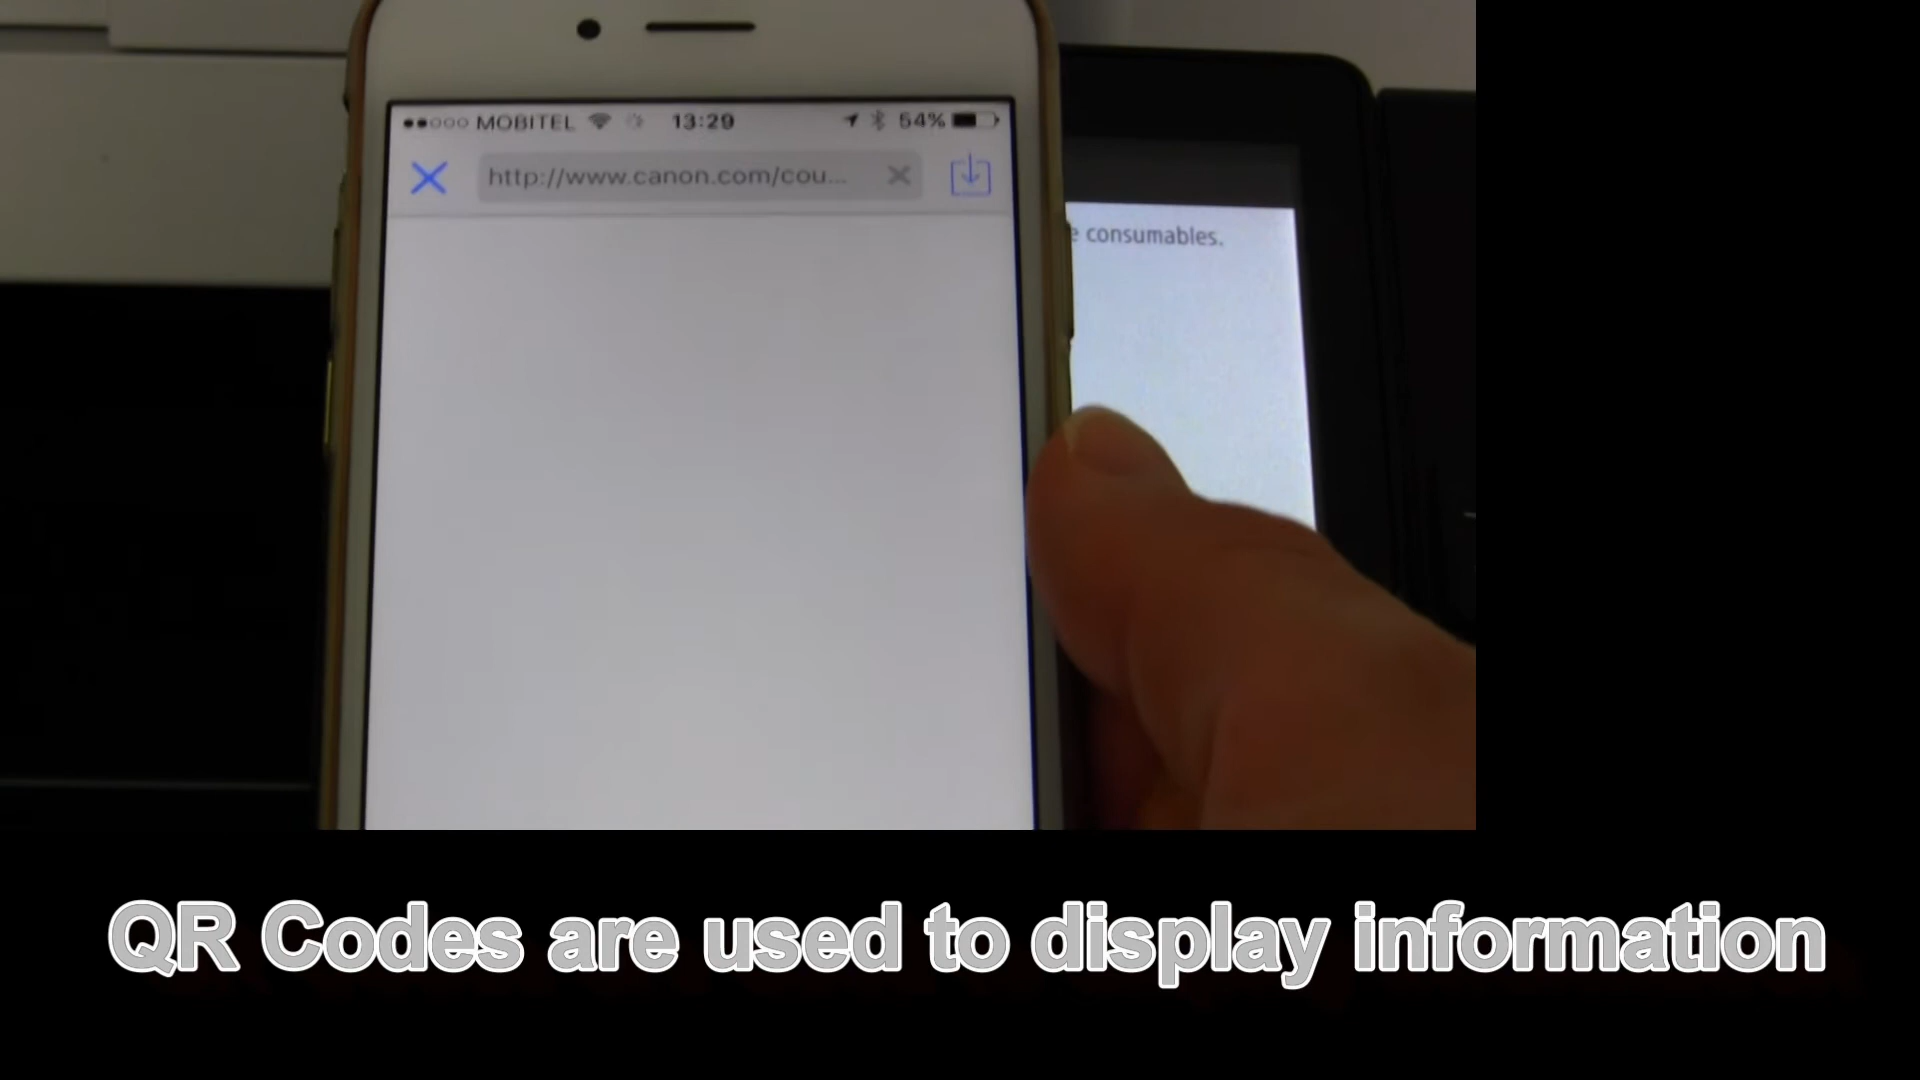 MOBITEL 13:29 54%
http://www.canon.com/cou...
consumables.
QR Codes are used to display information